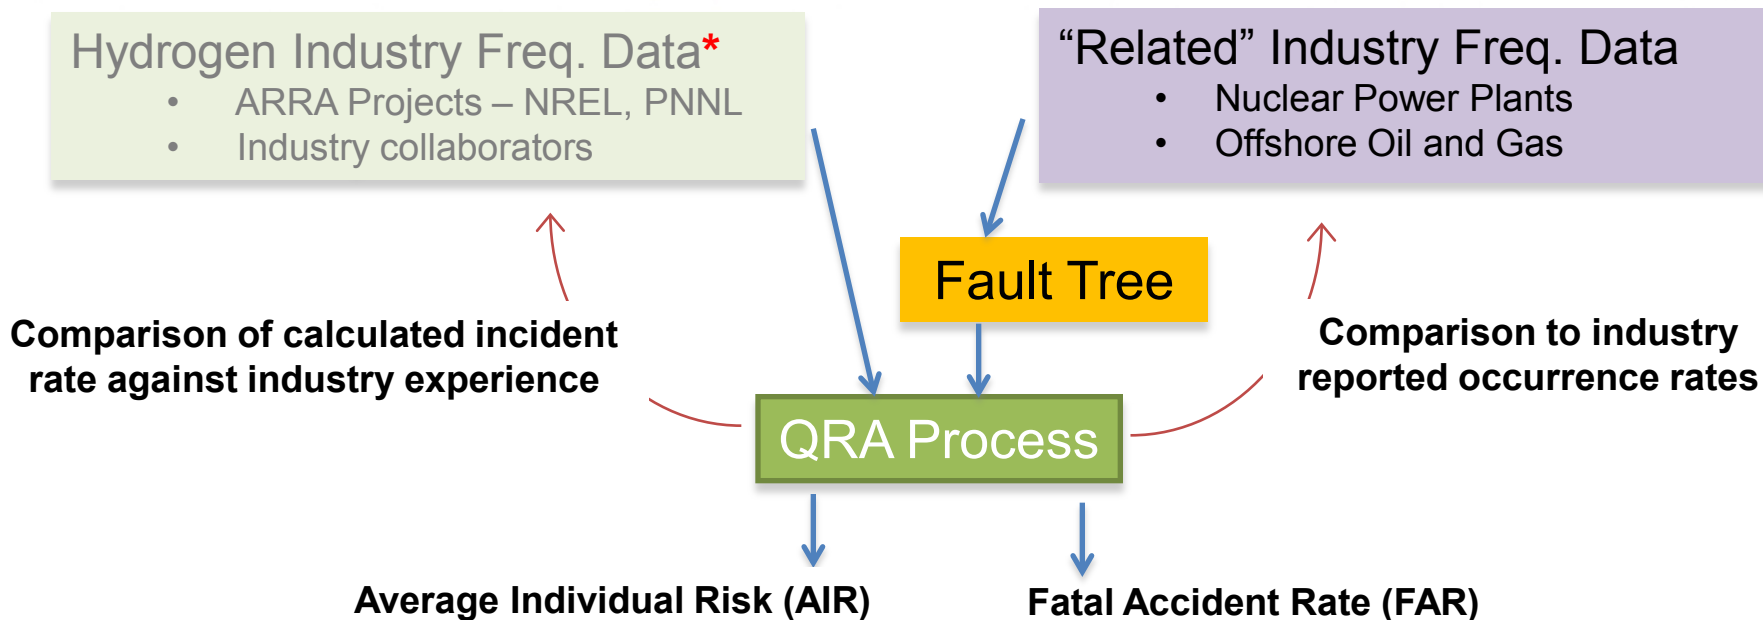 Hydrogen Industry Freq. Data*
• ARRA Projects – NREL, PNNL
• Industry collaborators
“Related” Industry Freq. Data
• Nuclear Power Plants
• Offshore Oil and Gas
Fault Tree
Comparison of calculated incident
rate against industry experience
Comparison to industry
reported occurrence rates
QRA Process
Average Individual Risk (AIR)
Fatal Accident Rate (FAR)